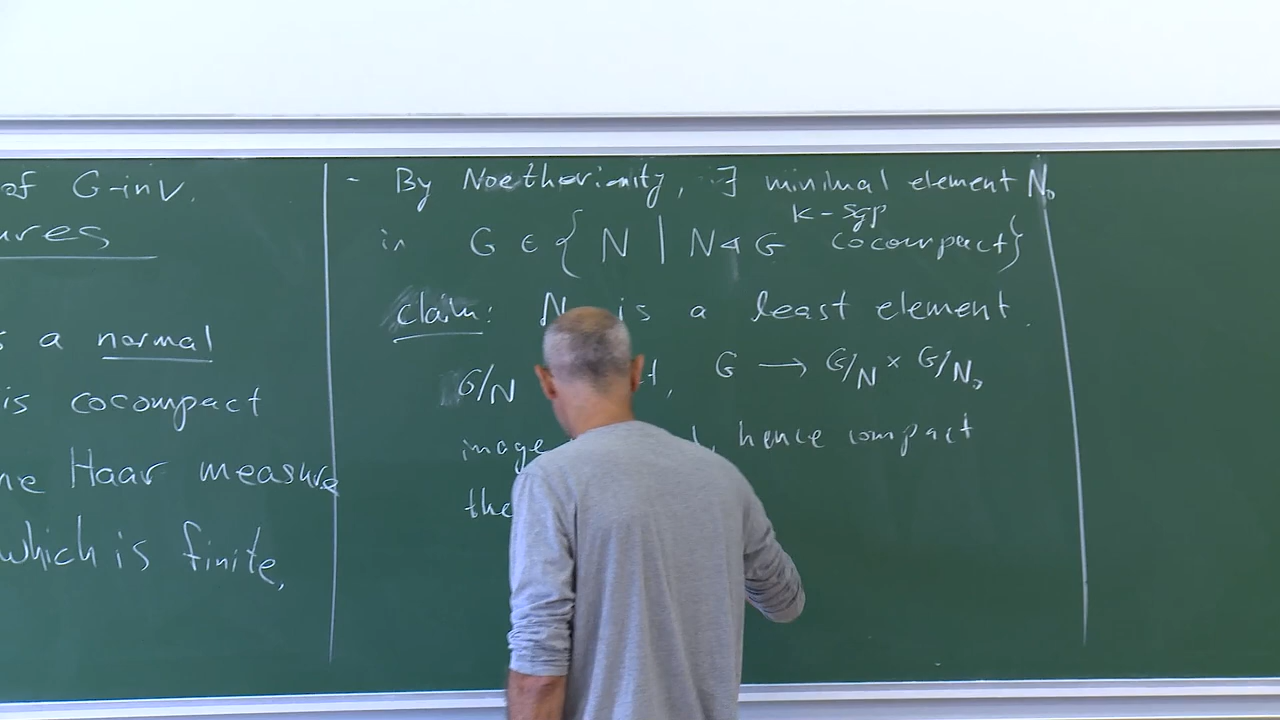 of G-inv.
ures
s a normal
is cocompact
ne Haar measure
which is finite,
- By Noetherianity, ∃ minimal element N₀
k-sgp
in G ∈ { N | N ◁ G cocompact }
claim: N is a least element.
G/N t, G → G/N × G/N₀
image , hence compact
the